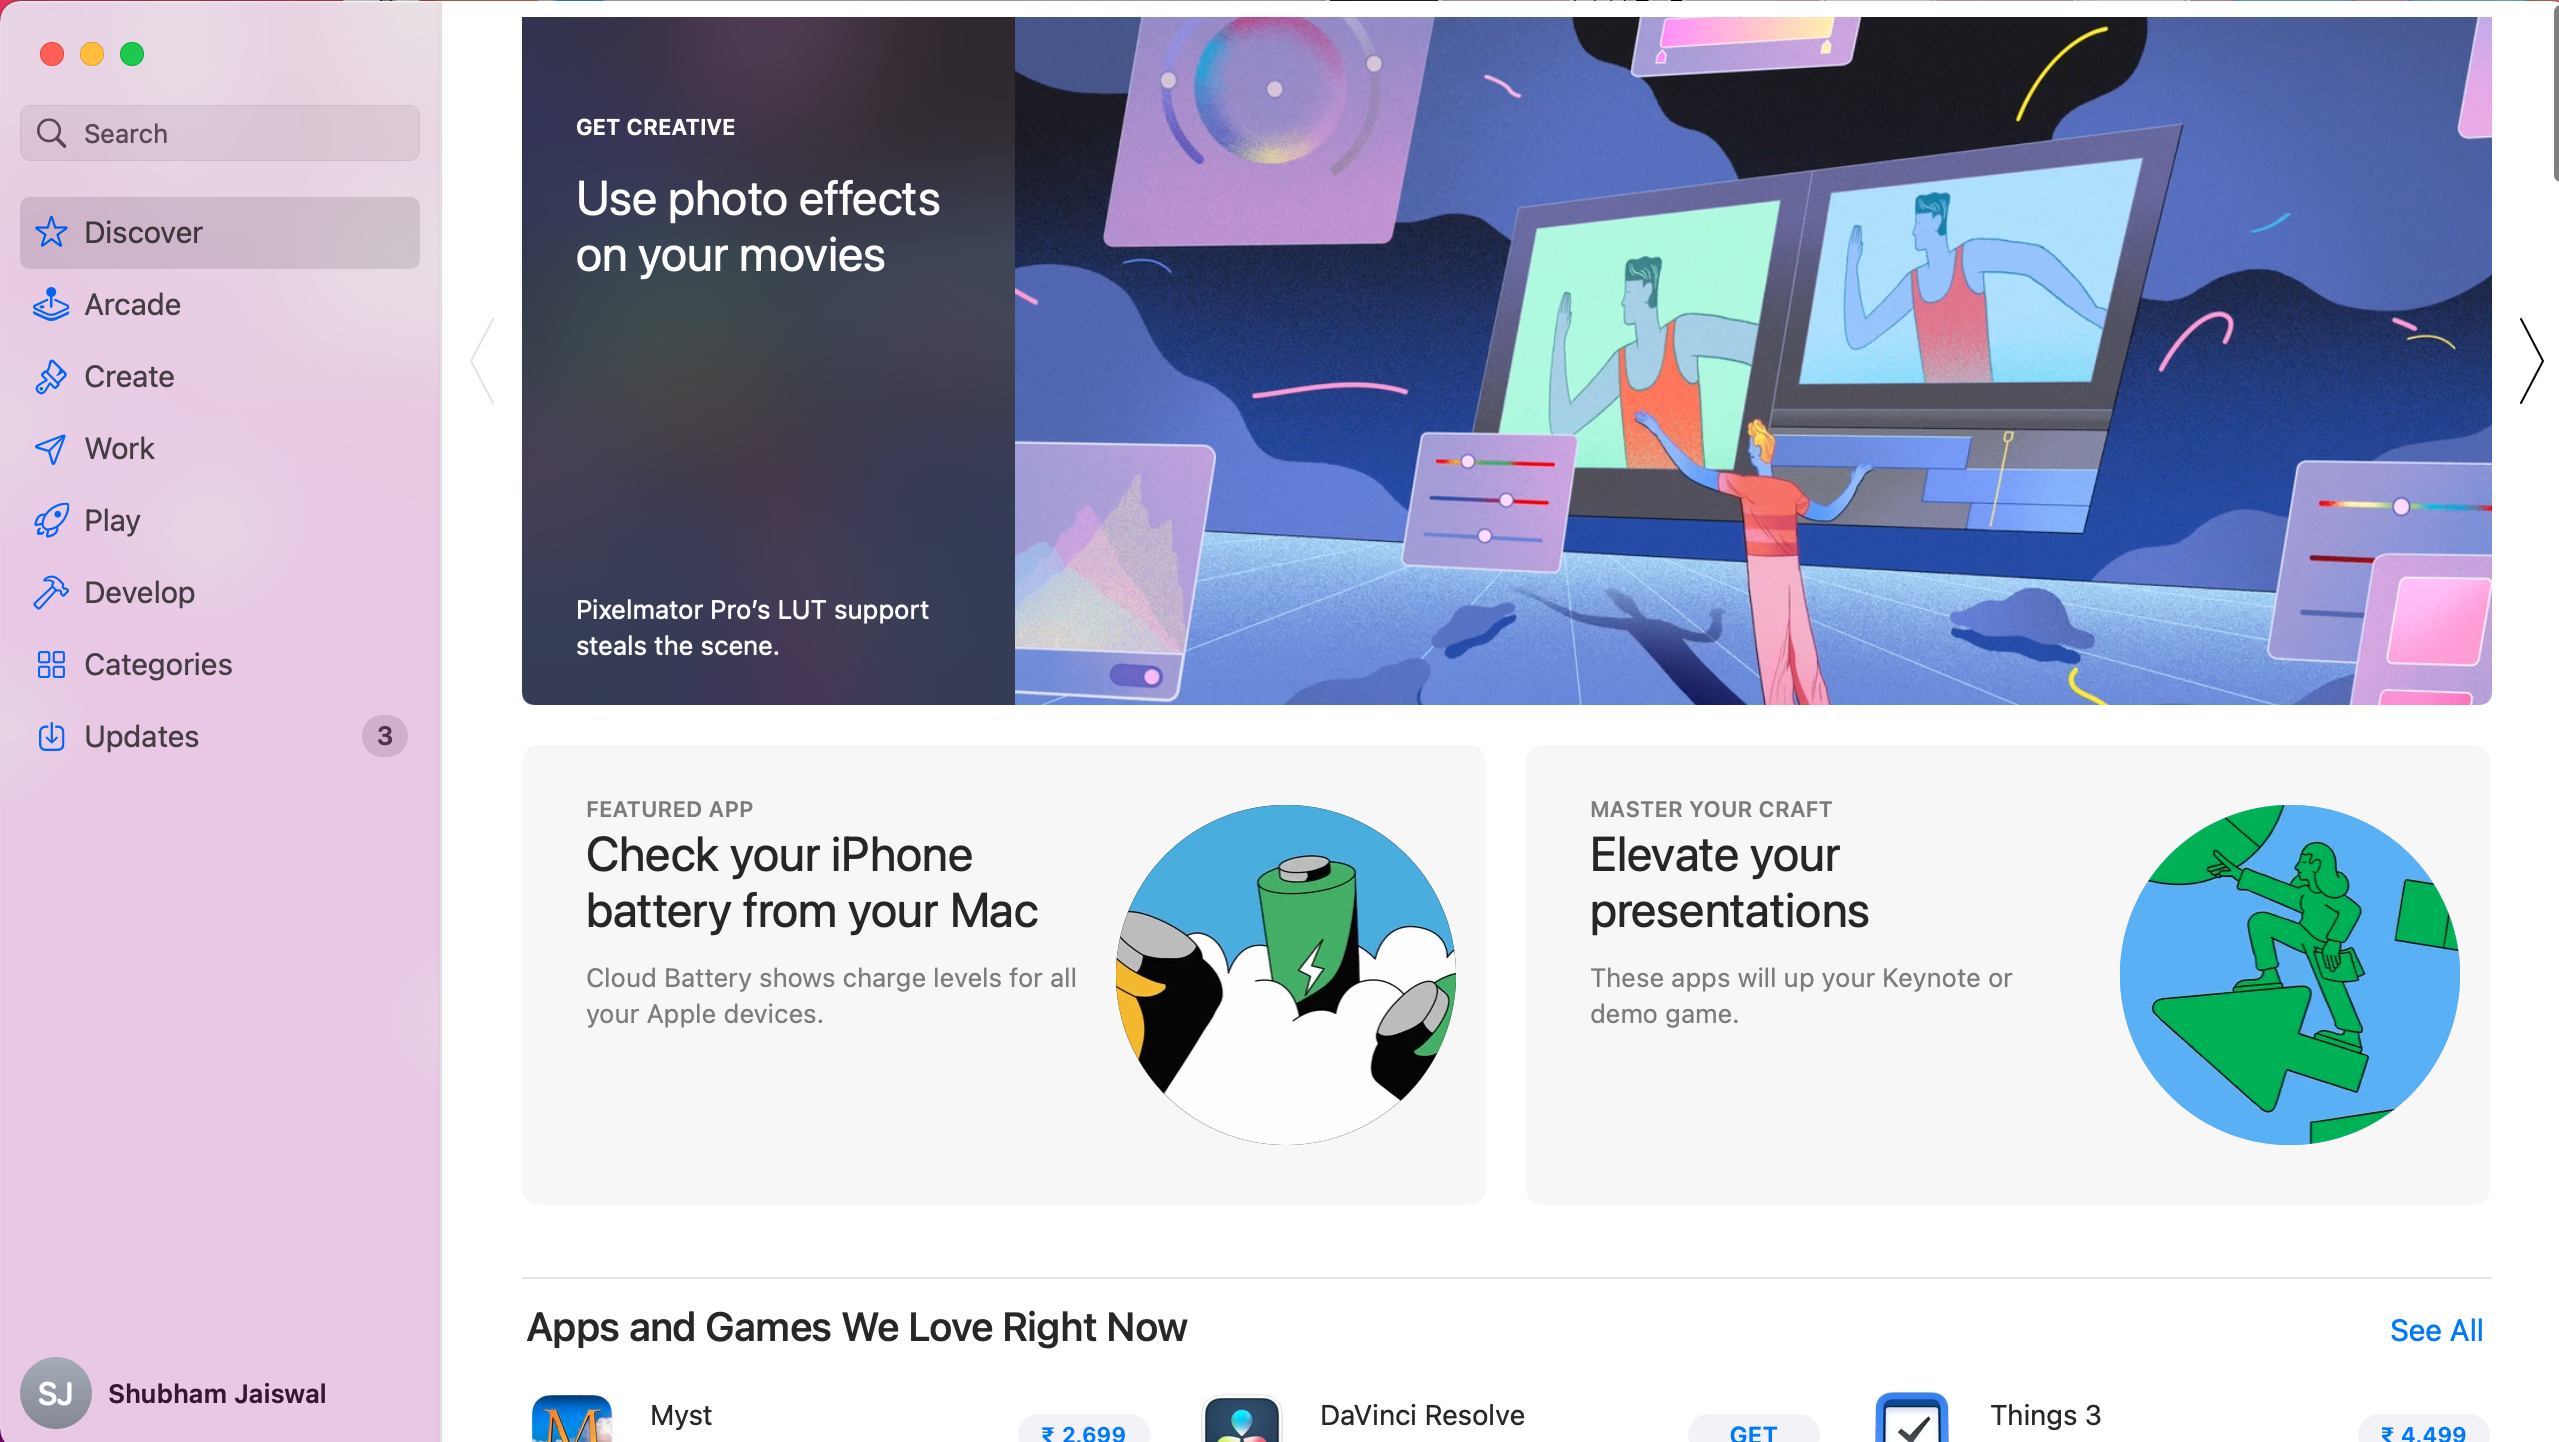 Search
Discover
Arcade
Create
Work
Play
Develop
Categories
Updates 3
SJ Shubham Jaiswal
GET CREATIVE
Use photo effects
on your movies
Pixelmator Pro’s LUT support
steals the scene.
FEATURED APP
Check your iPhone
battery from your Mac
Cloud Battery shows charge levels for all
your Apple devices.
MASTER YOUR CRAFT
Elevate your
presentations
These apps will up your Keynote or
demo game.
Apps and Games We Love Right Now See All
Myst ₹ 2,699
DaVinci Resolve GET
Things 3 ₹ 4,499